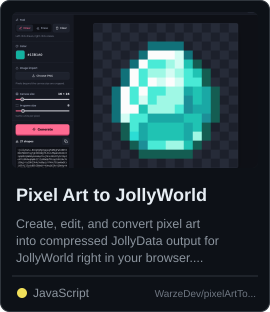 Generate
Pixel Art to JollyWorld
Create, edit, and convert pixel art
into compressed JollyData output for
JollyWorld right in your browser....
JavaScript
WarzeDev/pixelArtTo...